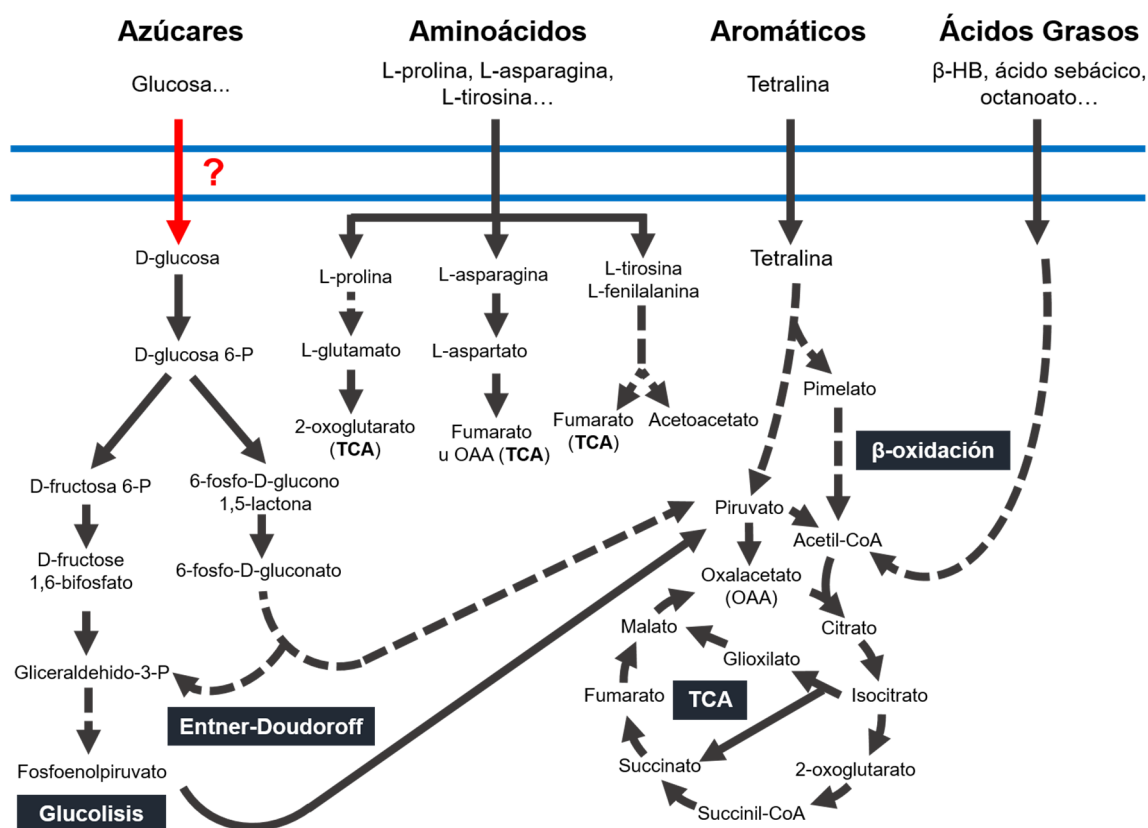 Azúcares
Glucosa...
Aminoácidos
L-prolina, L-asparagina,
L-tirosina…
Aromáticos
Tetralina
Ácidos Grasos
β-HB, ácido sebácico,
octanoato…
?
D-glucosa
D-glucosa 6-P
D-fructosa 6-P
D-fructose
1,6-bifosfato
Gliceraldehido-3-P
Fosfoenolpiruvato
Glucolisis
6-fosfo-D-glucono
1,5-lactona
6-fosfo-D-gluconato
Entner-Doudoroff
L-prolina
L-glutamato
2-oxoglutarato
(TCA)
L-asparagina
L-aspartato
Fumarato
u OAA (TCA)
L-tirosina
L-fenilalanina
Fumarato
(TCA)
Acetoacetato
Tetralina
Pimelato
β-oxidación
Piruvato
Acetil-CoA
Oxalacetato
(OAA)
Malato
Citrato
Glioxilato
Fumarato
TCA
Isocitrato
Succinato
2-oxoglutarato
Succinil-CoA